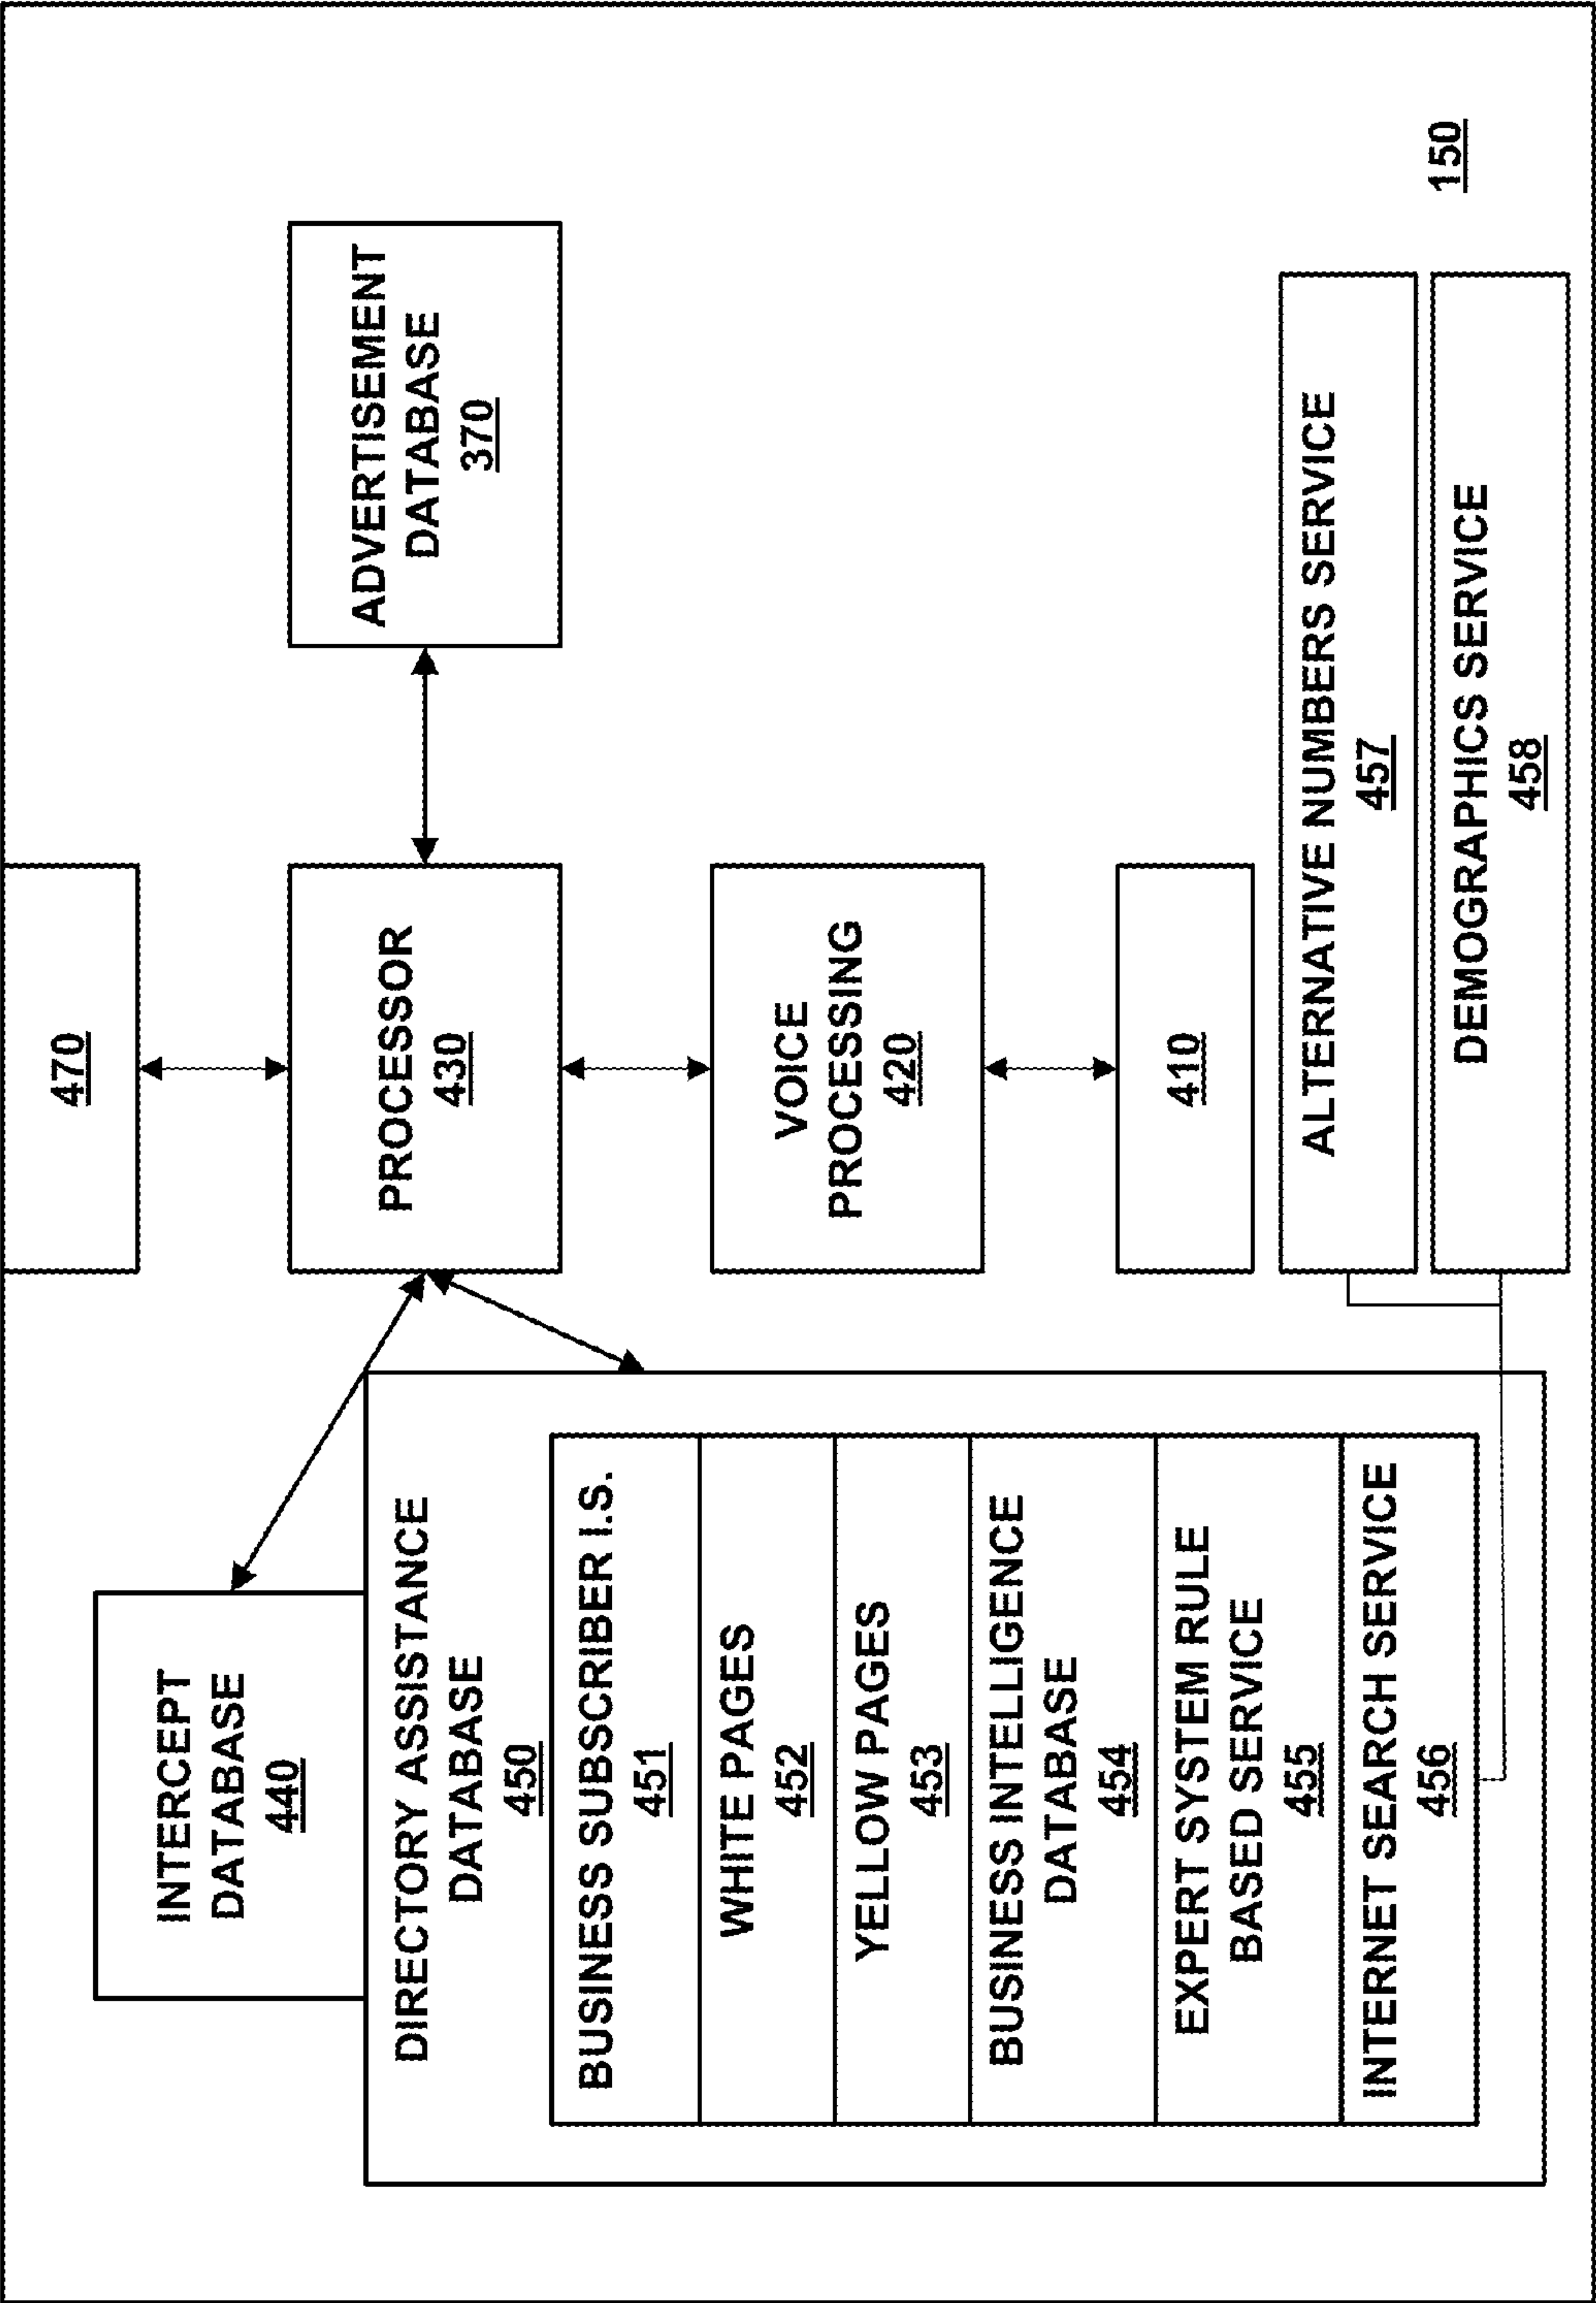 470
INTERCEPT
DATABASE
440
PROCESSOR
430
ADVERTISEMENT
DATABASE
370
DIRECTORY ASSISTANCE
DATABASE
450
BUSINESS SUBSCRIBER I.S.
451
WHITE PAGES
452
YELLOW PAGES
453
BUSINESS INTELLIGENCE
DATABASE
454
EXPERT SYSTEM RULE
BASED SERVICE
455
INTERNET SEARCH SERVICE
456
VOICE
PROCESSING
420
410
ALTERNATIVE NUMBERS SERVICE
457
DEMOGRAPHICS SERVICE
458
150